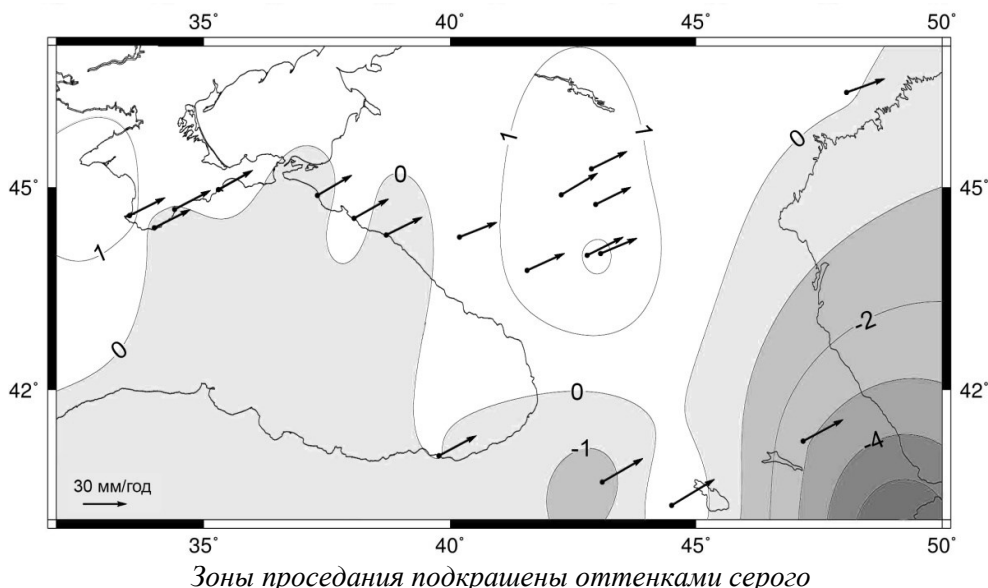 35˚ 40˚ 45˚ 50˚
1
0
45˚ 0 1 1 45˚
1
-2
0
42˚ 0 42˚
-1 -4
30 мм/год
35˚ 40˚ 45˚ 50˚
Зоны проседания подкрашены оттенками серого